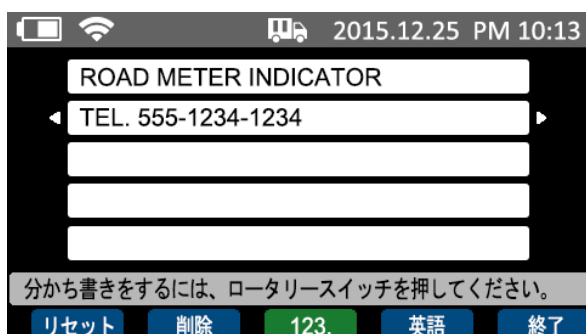 2015.12.25 PM 10:13
ROAD METER INDICATOR
TEL. 555-1234-1234
分かち書きをするには、ロータリースイッチを押してください。
リセット 削除 123. 英語 終了